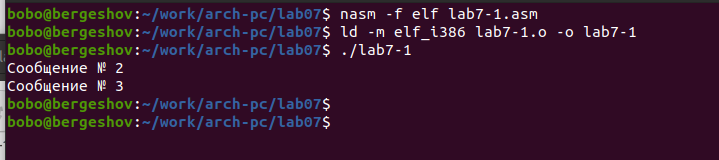 bobo@bergeshov:~/work/arch-pc/lab07$ nasm -f elf lab7-1.asm
bobo@bergeshov:~/work/arch-pc/lab07$ ld -m elf_i386 lab7-1.o -o lab7-1
bobo@bergeshov:~/work/arch-pc/lab07$ ./lab7-1
Сообщение № 2
Сообщение № 3
bobo@bergeshov:~/work/arch-pc/lab07$
bobo@bergeshov:~/work/arch-pc/lab07$